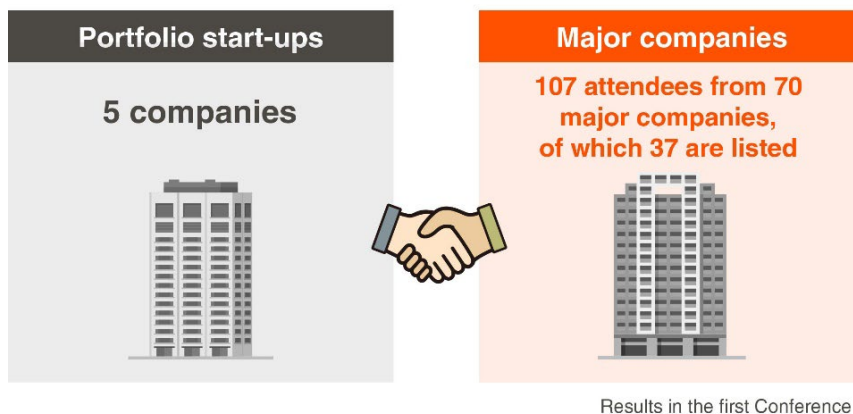 Portfolio start-ups
5 companies
Major companies
107 attendees from 70
major companies,
of which 37 are listed
Results in the first Conference